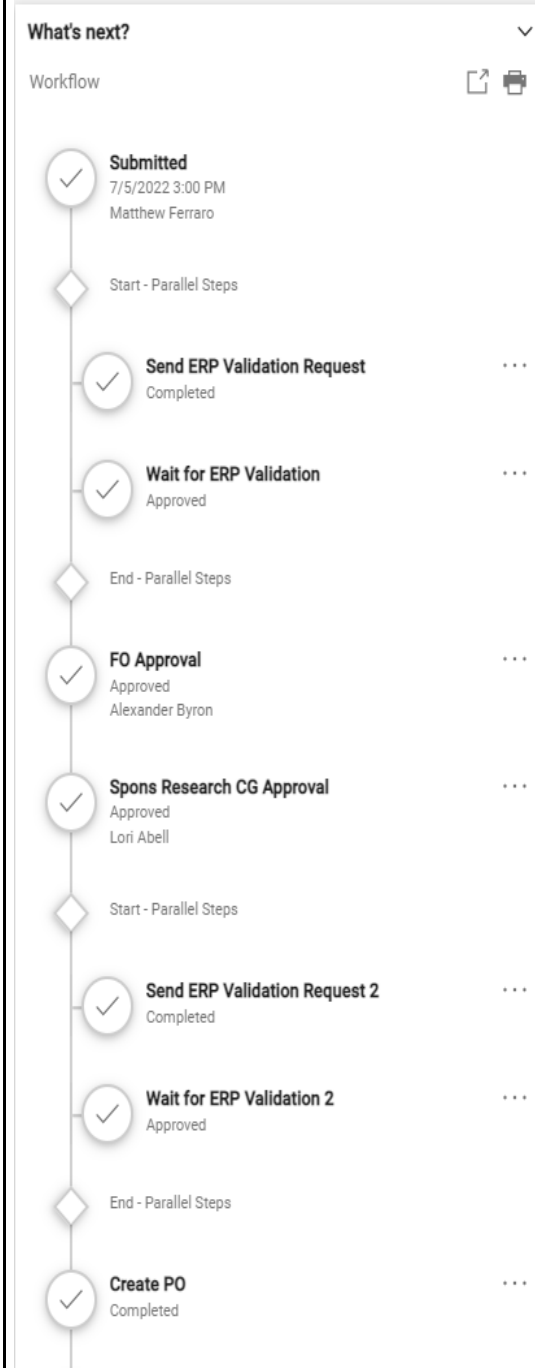 What's next?
Workflow
Submitted
7/5/2022 3:00 PM
Matthew Ferraro
Start - Parallel Steps
Send ERP Validation Request
Completed
Wait for ERP Validation
Approved
End - Parallel Steps
FO Approval
Approved
Alexander Byron
Spons Research CG Approval
Approved
Lori Abell
Start - Parallel Steps
Send ERP Validation Request 2
Completed
Wait for ERP Validation 2
Approved
End - Parallel Steps
Create PO
Completed